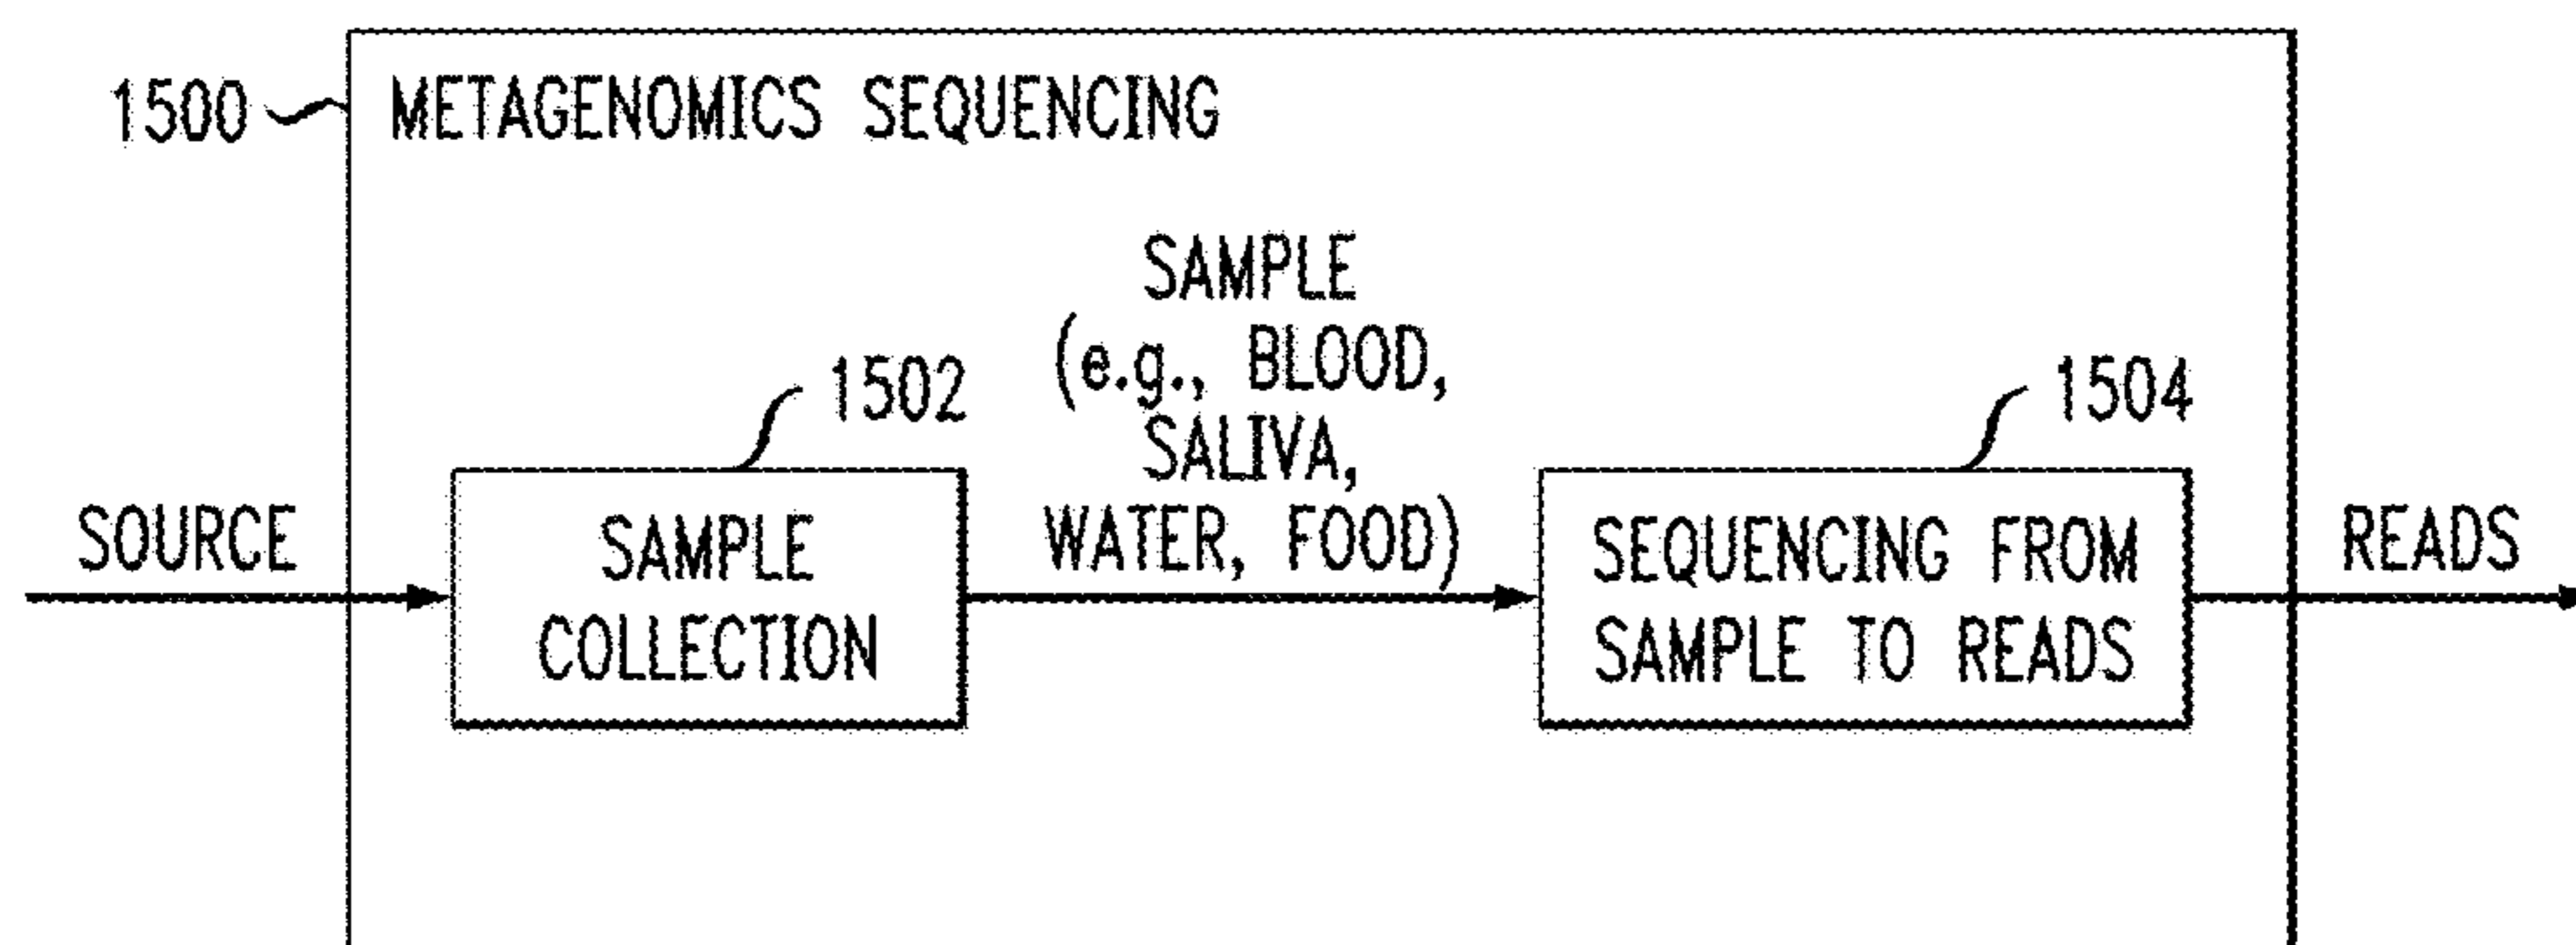 1500 METAGENOMICS SEQUENCING
SAMPLE
(e.g., BLOOD,
SALIVA,
WATER, FOOD)
1502
1504
SOURCE
SAMPLE
COLLECTION
SEQUENCING FROM
SAMPLE TO READS
READS